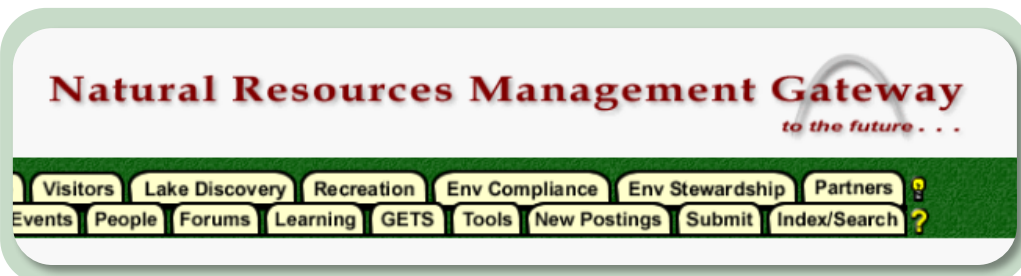 Natural Resources Management Gateway
to the future . . .
Visitors Lake Discovery Recreation Env Compliance Env Stewardship Partners
Events People Forums Learning GETS Tools New Postings Submit Index/Search ?